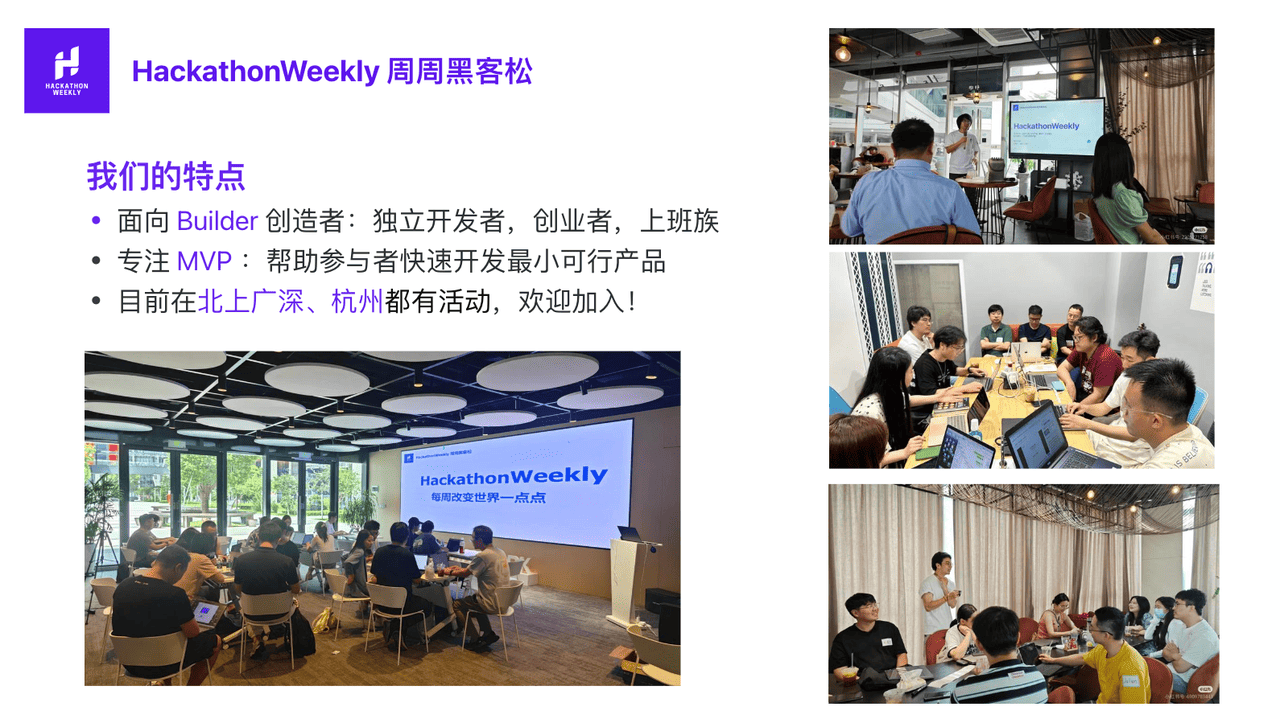 HACKATHON
WEEKLY
HackathonWeekly 周周黑客松
我们的特点
• 面向 Builder 创造者：独立开发者，创业者，上班族
• 专注 MVP ： 帮助参与者快速开发最小可行产品
• 目前在北上广深、杭州都有活动，欢迎加入！
HackathonWeekly 周周黑客松
HackathonWeekly
每周改变世界一点点
HackathonWeekly